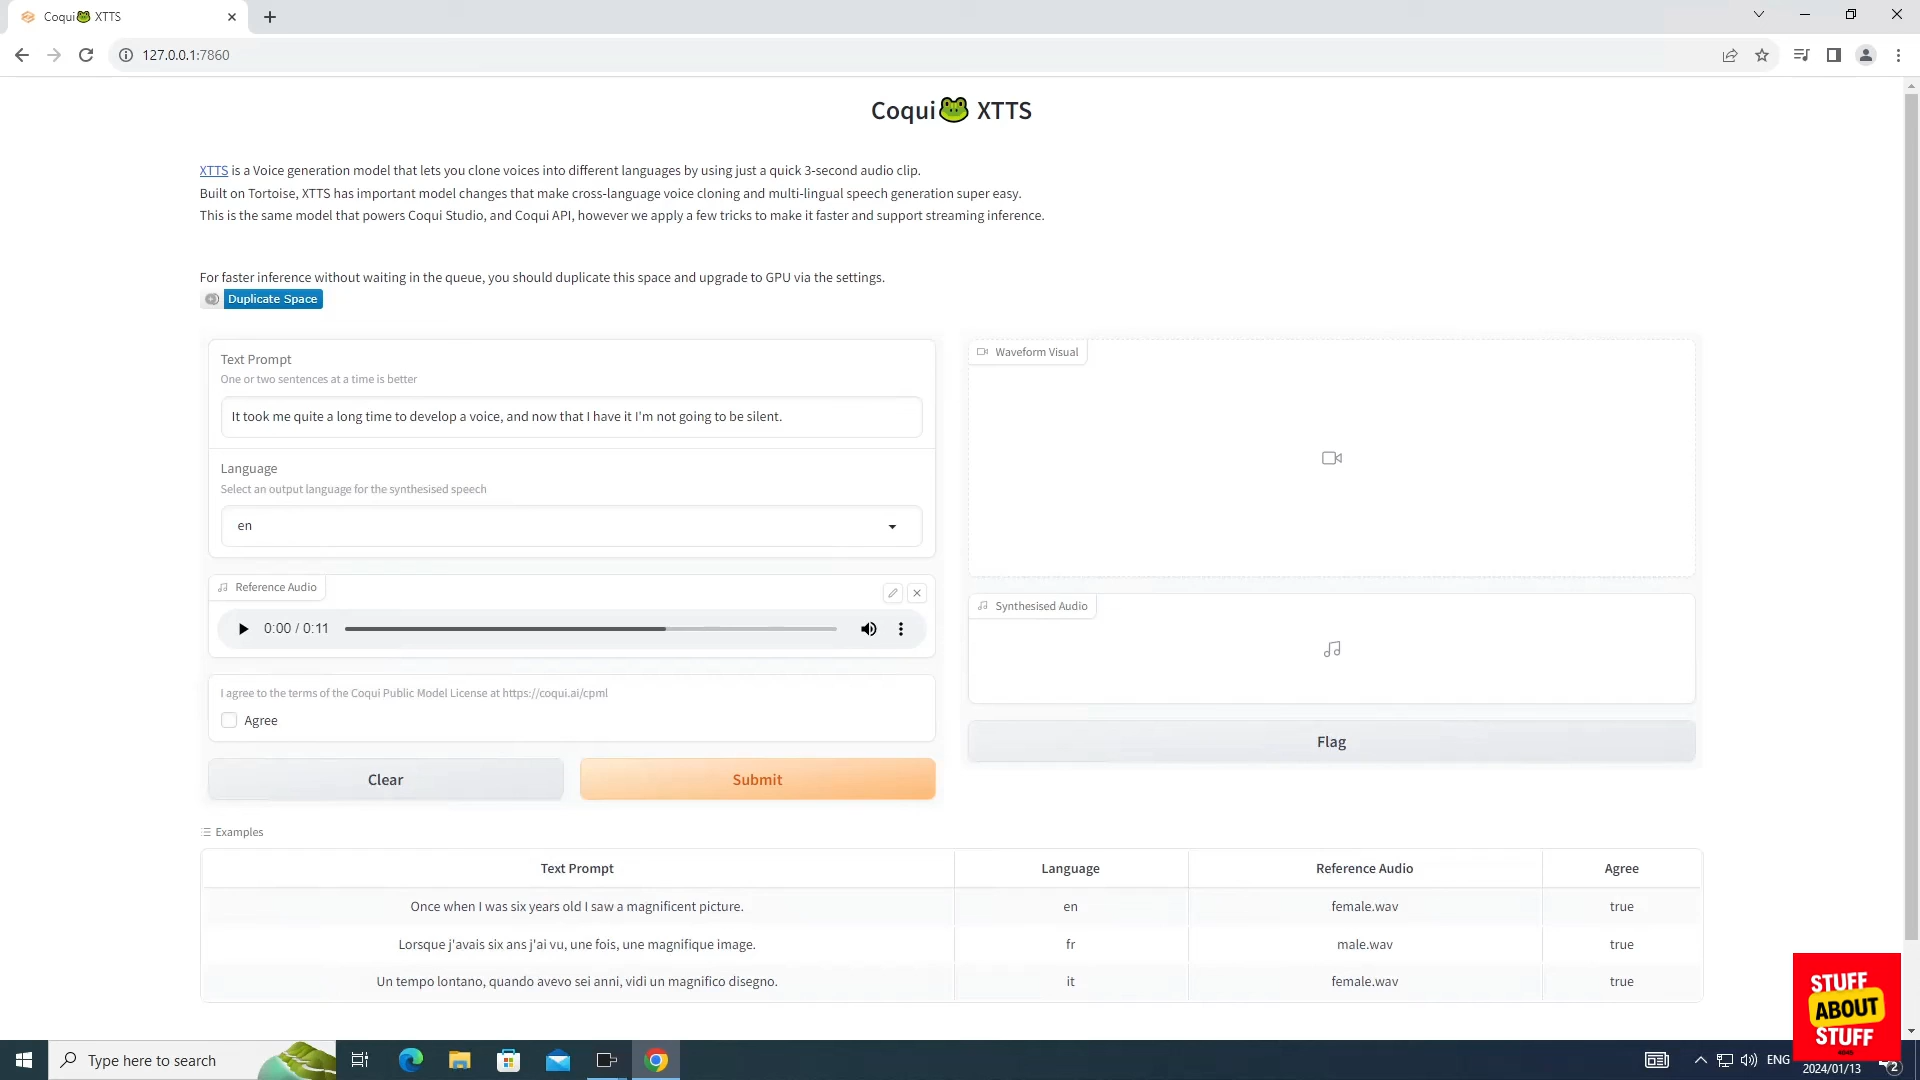 Coqui🐸 XTTS
127.0.0.1:7860
Coqui🐸 XTTS
XTTS is a Voice generation model that lets you clone voices into different languages by using just a quick 3-second audio clip.
Built on Tortoise, XTTS has important model changes that make cross-language voice cloning and multi-lingual speech generation super easy.
This is the same model that powers Coqui Studio, and Coqui API, however we apply a few tricks to make it faster and support streaming inference.
For faster inference without waiting in the queue, you should duplicate this space and upgrade to GPU via the settings.
Duplicate Space
Text Prompt
One or two sentences at a time is better
It took me quite a long time to develop a voice, and now that I have it I'm not going to be silent.
Language
Select an output language for the synthesised speech
en
Reference Audio
0:00 / 0:11
I agree to the terms of the Coqui Public Model License at https://coqui.ai/cpml
Agree
Clear
Submit
Waveform Visual
Synthesised Audio
Flag
Examples
Text Prompt Language Reference Audio Agree
Once when I was six years old I saw a magnificent picture. en female.wav true
Lorsque j'avais six ans j'ai vu, une fois, une magnifique image. fr male.wav true
Un tempo lontano, quando avevo sei anni, vidi un magnifico disegno. it female.wav true
STUFF
ABOUT
STUFF
Type here to search
ENG
2024/01/13
2